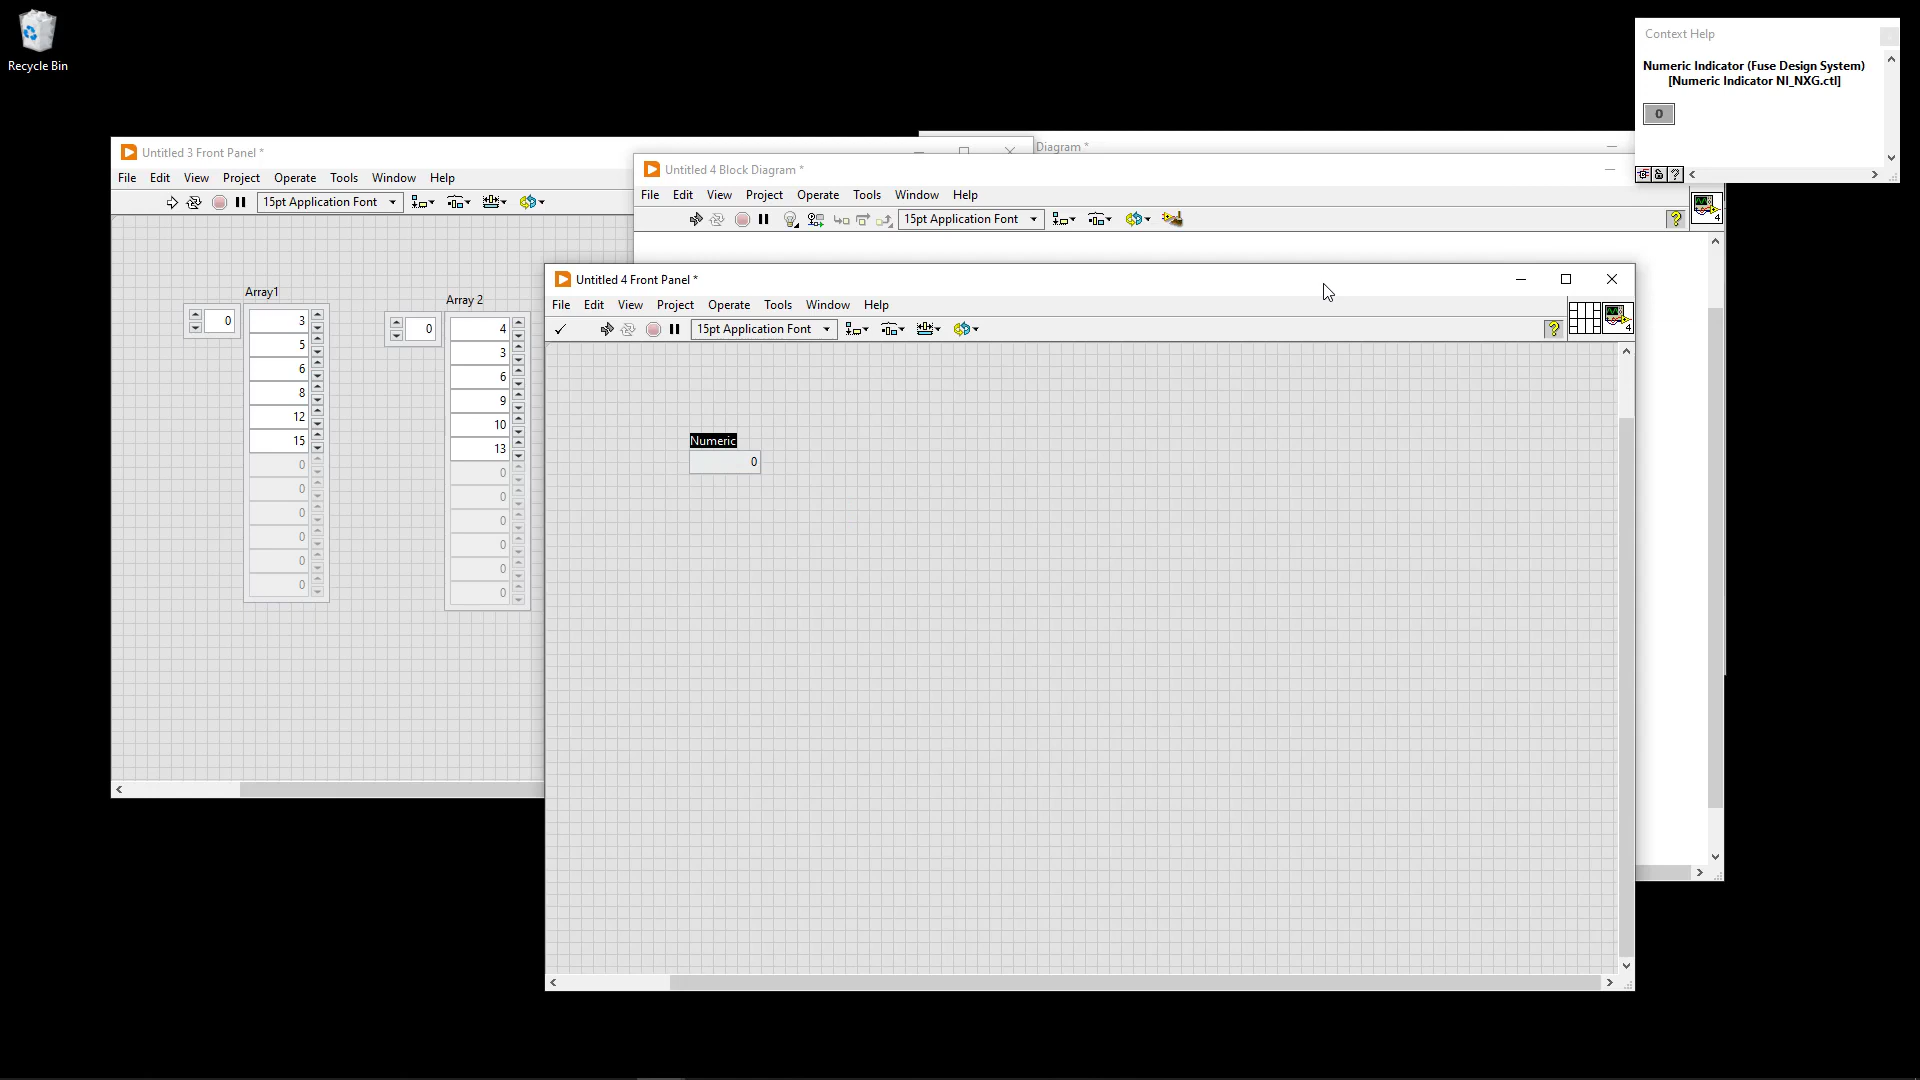 Recycle Bin
Context Help
Numeric Indicator (Fuse Design System)
[Numeric Indicator NI_NXG.ctl]
0
Untitled 3 Front Panel *
File Edit View Project Operate Tools Window Help
15pt Application Font
Array1
0
3
5
6
8
12
15
0
0
0
0
0
0
Array 2
0
4
3
6
9
10
13
0
0
0
0
0
0
Diagram *
Untitled 4 Block Diagram *
File Edit View Project Operate Tools Window Help
15pt Application Font
?
4
Untitled 4 Front Panel *
File Edit View Project Operate Tools Window Help
15pt Application Font
?
4
Numeric
0